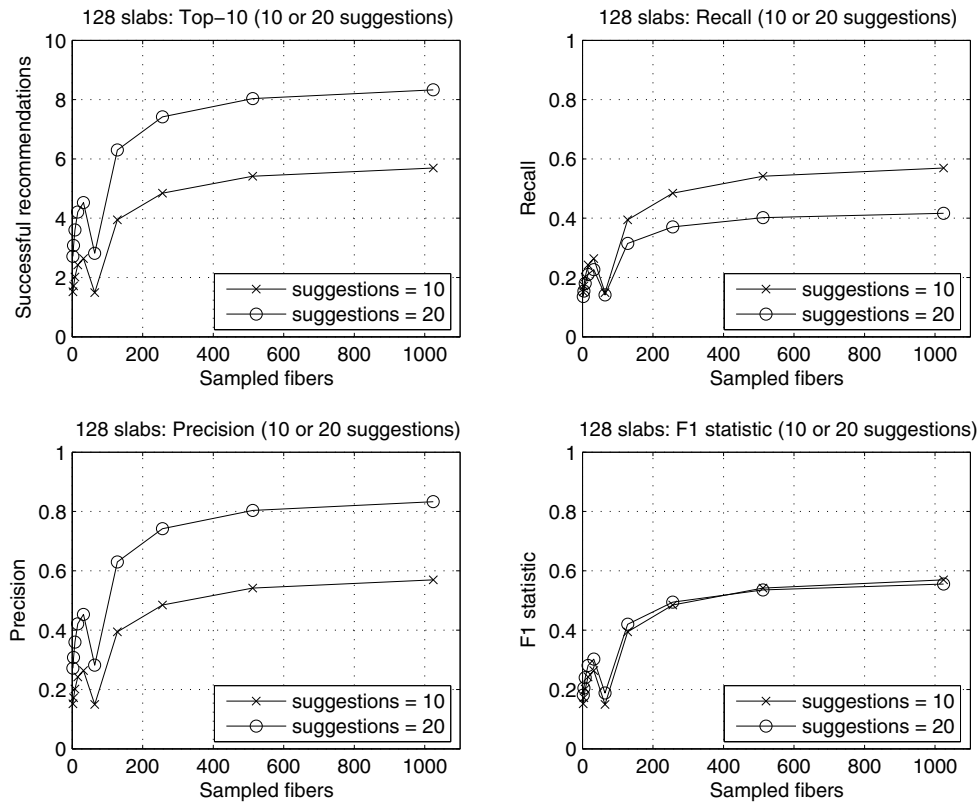 128 slabs: Top−10 (10 or 20 suggestions)
Successful recommendations
10
8
6
4
2
0
0 200 400 600 800 1000
Sampled fibers
suggestions = 10
suggestions = 20
128 slabs: Recall (10 or 20 suggestions)
Recall
1
0.8
0.6
0.4
0.2
0
0 200 400 600 800 1000
Sampled fibers
suggestions = 10
suggestions = 20
128 slabs: Precision (10 or 20 suggestions)
Precision
1
0.8
0.6
0.4
0.2
0
0 200 400 600 800 1000
Sampled fibers
suggestions = 10
suggestions = 20
128 slabs: F1 statistic (10 or 20 suggestions)
F1 statistic
1
0.8
0.6
0.4
0.2
0
0 200 400 600 800 1000
Sampled fibers
suggestions = 10
suggestions = 20